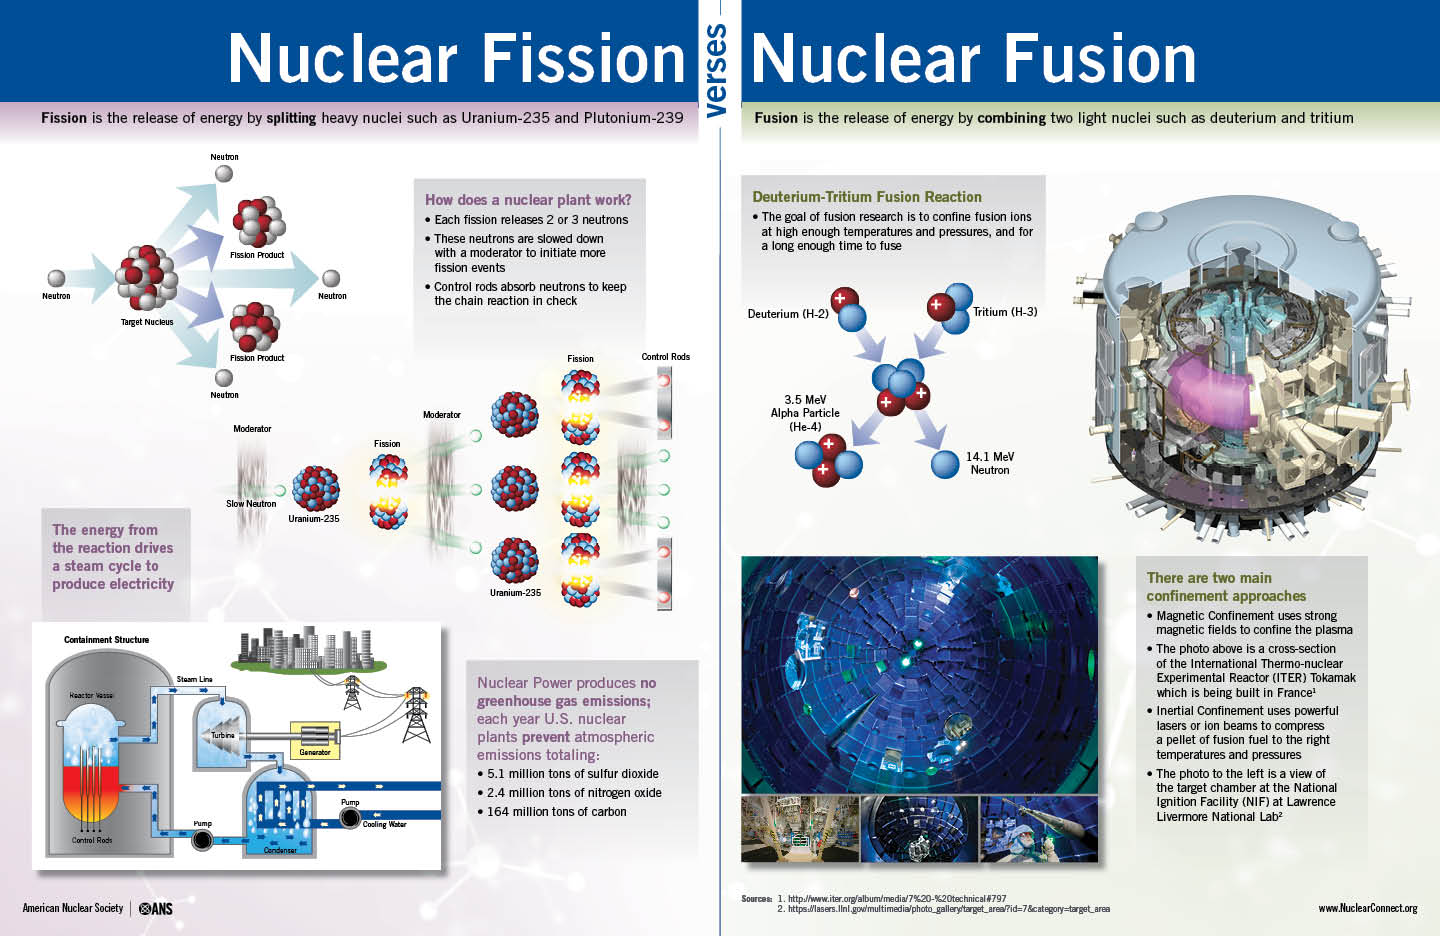 Nuclear Fission
verses
Nuclear Fusion
Fission is the release of energy by splitting heavy nuclei such as Uranium-235 and Plutonium-239
Neutron
Neutron
Target Nucleus
Fission Product
Neutron
Fission Product
Neutron
How does a nuclear plant work?
• Each fission releases 2 or 3 neutrons
• These neutrons are slowed down
with a moderator to initiate more
fission events
• Control rods absorb neutrons to keep
the chain reaction in check
Moderator
Slow Neutron
Uranium-235
Fission
Moderator
Uranium-235
Fission
Control Rods
The energy from
the reaction drives
a steam cycle to
produce electricity
Containment Structure
Reactor Vessel
Control Rods
Steam Line
Turbine
Generator
Pump
Condenser
Pump
Cooling Water
Nuclear Power produces no
greenhouse gas emissions;
each year U.S. nuclear
plants prevent atmospheric
emissions totaling:
• 5.1 million tons of sulfur dioxide
• 2.4 million tons of nitrogen oxide
• 164 million tons of carbon
American Nuclear Society
ANS
Fusion is the release of energy by combining two light nuclei such as deuterium and tritium
Deuterium-Tritium Fusion Reaction
• The goal of fusion research is to confine fusion ions
at high enough temperatures and pressures, and for
a long enough time to fuse
Deuterium (H-2)
+
+
Tritium (H-3)
+
+
3.5 MeV
Alpha Particle
(He-4)
+
+
14.1 MeV
Neutron
There are two main
confinement approaches
• Magnetic Confinement uses strong
magnetic fields to confine the plasma
• The photo above is a cross-section
of the International Thermo-nuclear
Experimental Reactor (ITER) Tokamak
which is being built in France¹
• Inertial Confinement uses powerful
lasers or ion beams to compress
a pellet of fusion fuel to the right
temperatures and pressures
• The photo to the left is a view of
the target chamber at the National
Ignition Facility (NIF) at Lawrence
Livermore National Lab²
Sources: 1. http://www.iter.org/album/media/7%20-%20technical#797
2. https://lasers.llnl.gov/multimedia/photo_gallery/target_area/?id=7&category=target_area
www.NuclearConnect.org